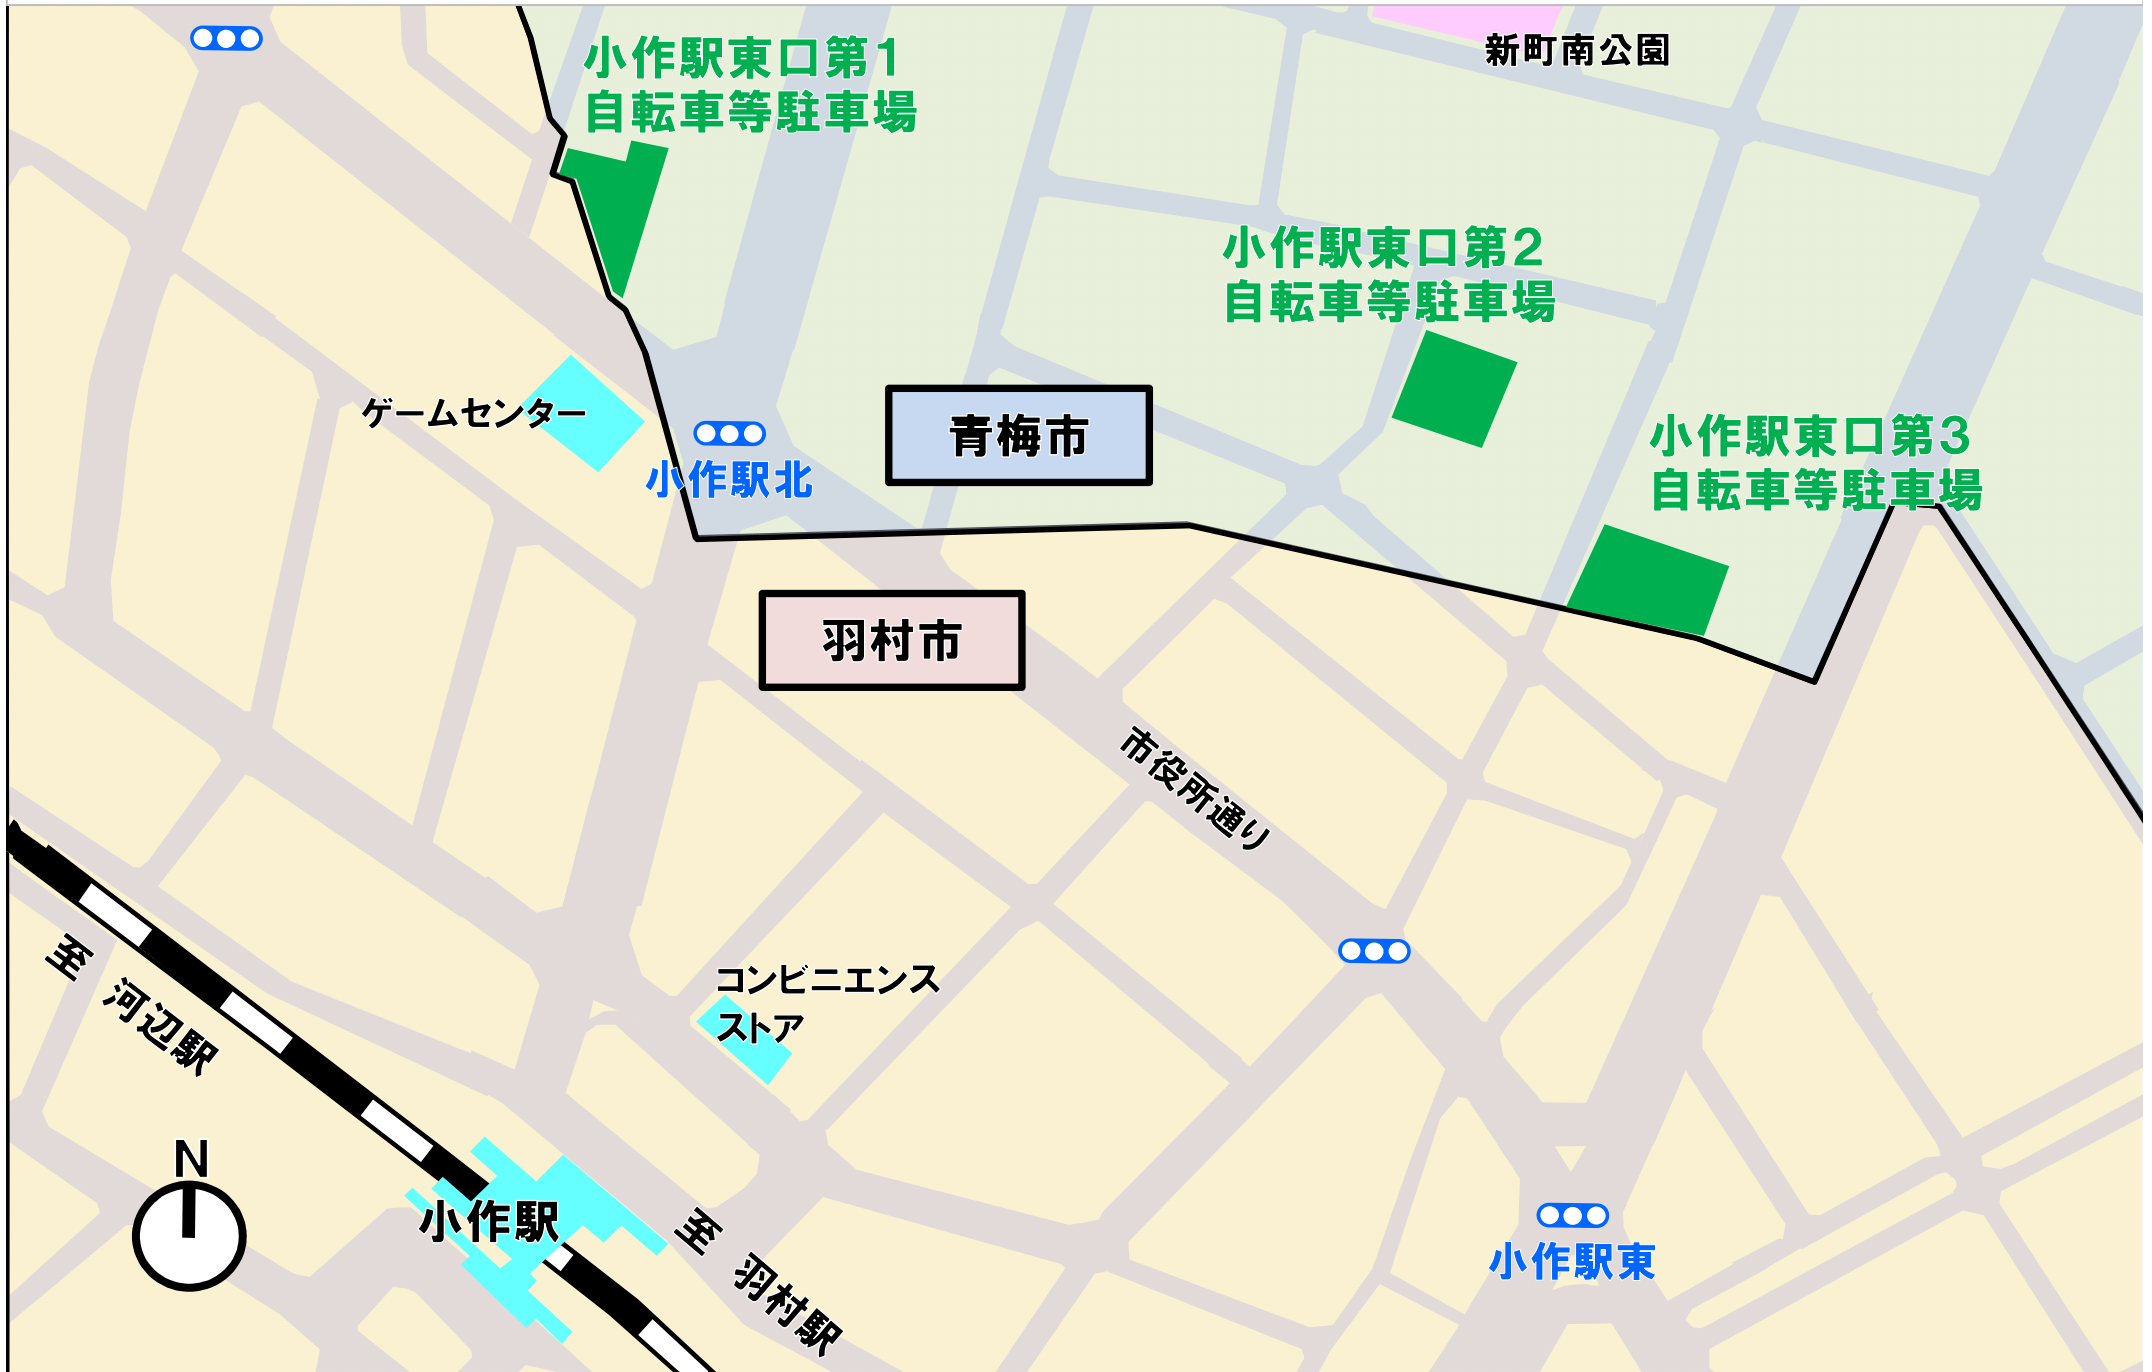 小作駅東口第1
自転車等駐車場
新町南公園
小作駅東口第2
自転車等駐車場
ゲームセンター
青梅市
小作駅北
小作駅東口第3
自転車等駐車場
羽村市
市役所通り
至 河辺駅
コンビニエンス
ストア
N
小作駅
至 羽村駅
小作駅東